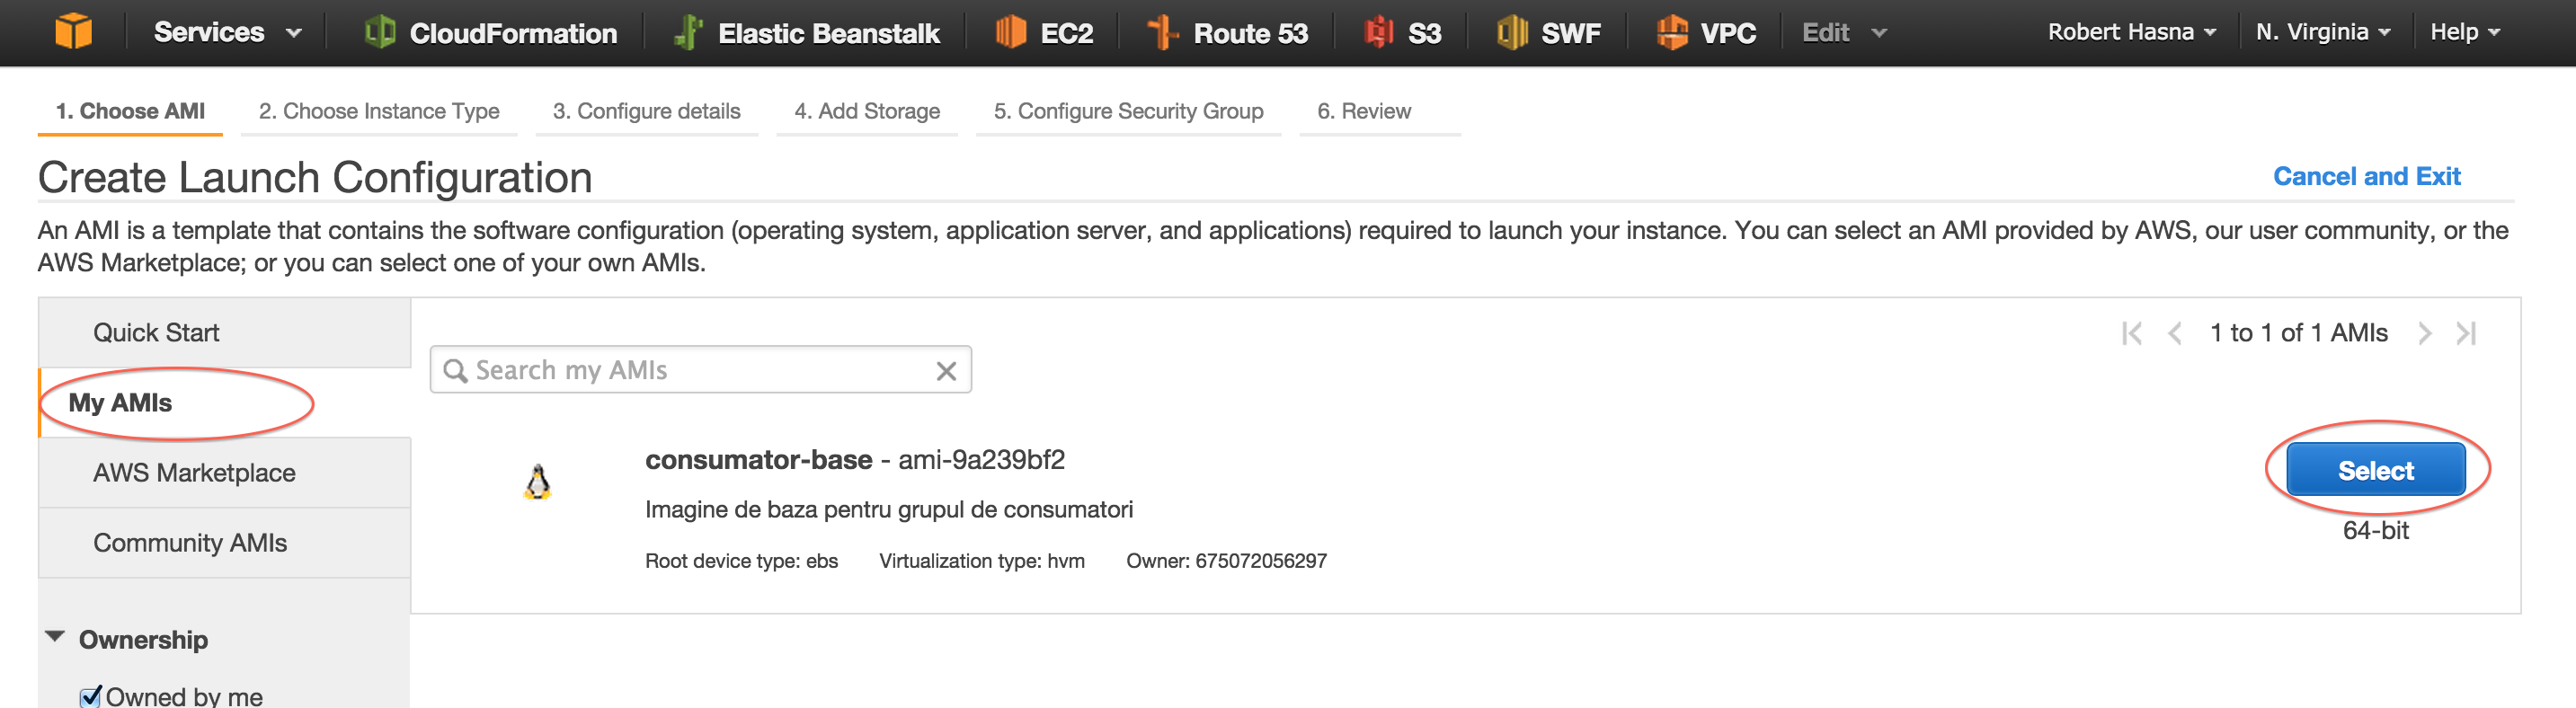 Services CloudFormation Elastic Beanstalk EC2 Route 53 S3 SWF VPC Edit Robert Hasna N. Virginia Help
1. Choose AMI 2. Choose Instance Type 3. Configure details 4. Add Storage 5. Configure Security Group 6. Review
Create Launch Configuration
Cancel and Exit
An AMI is a template that contains the software configuration (operating system, application server, and applications) required to launch your instance. You can select an AMI provided by AWS, our user community, or the
AWS Marketplace; or you can select one of your own AMIs.
Quick Start
My AMIs
AWS Marketplace
Community AMIs
Ownership
Owned by me
1 to 1 of 1 AMIs
Search my AMIs
consumator-base - ami-9a239bf2
Imagine de baza pentru grupul de consumatori
Root device type: ebs Virtualization type: hvm Owner: 675072056297
Select
64-bit